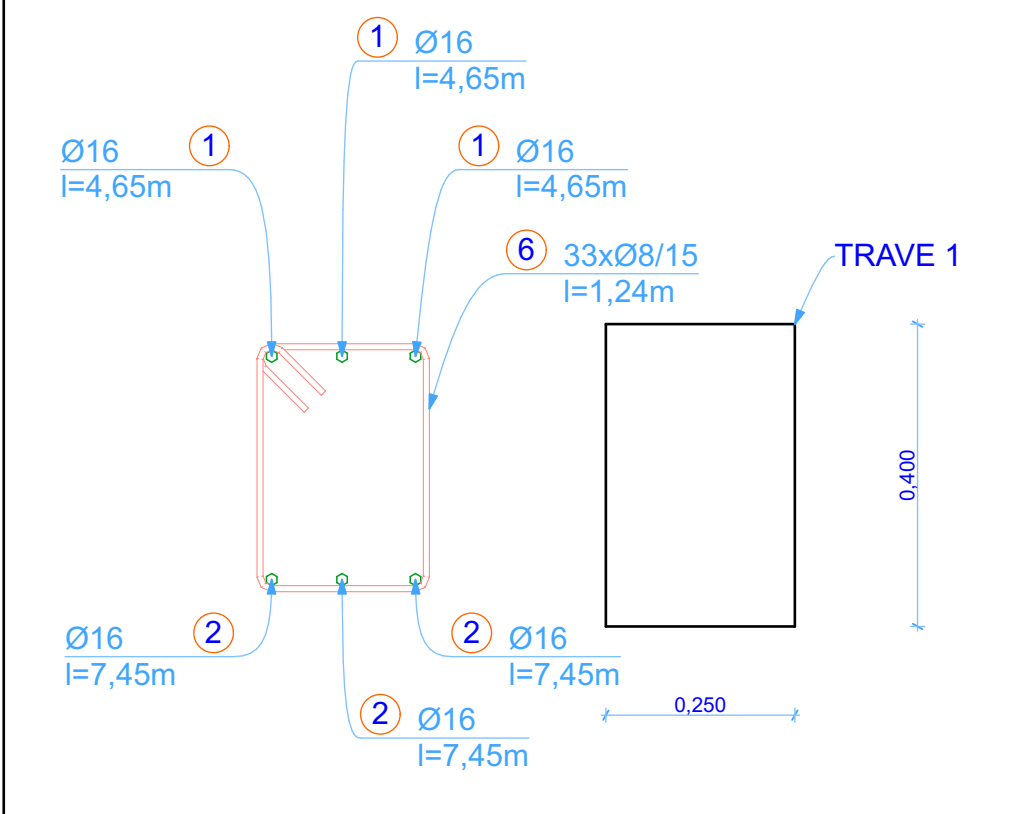 1 Ø16
l=4,65m
Ø16 1
l=4,65m
1 Ø16
l=4,65m
6 33xØ8/15
l=1,24m
TRAVE 1
0,400
0,250
Ø16 2
l=7,45m
2 Ø16
l=7,45m
2 Ø16
l=7,45m